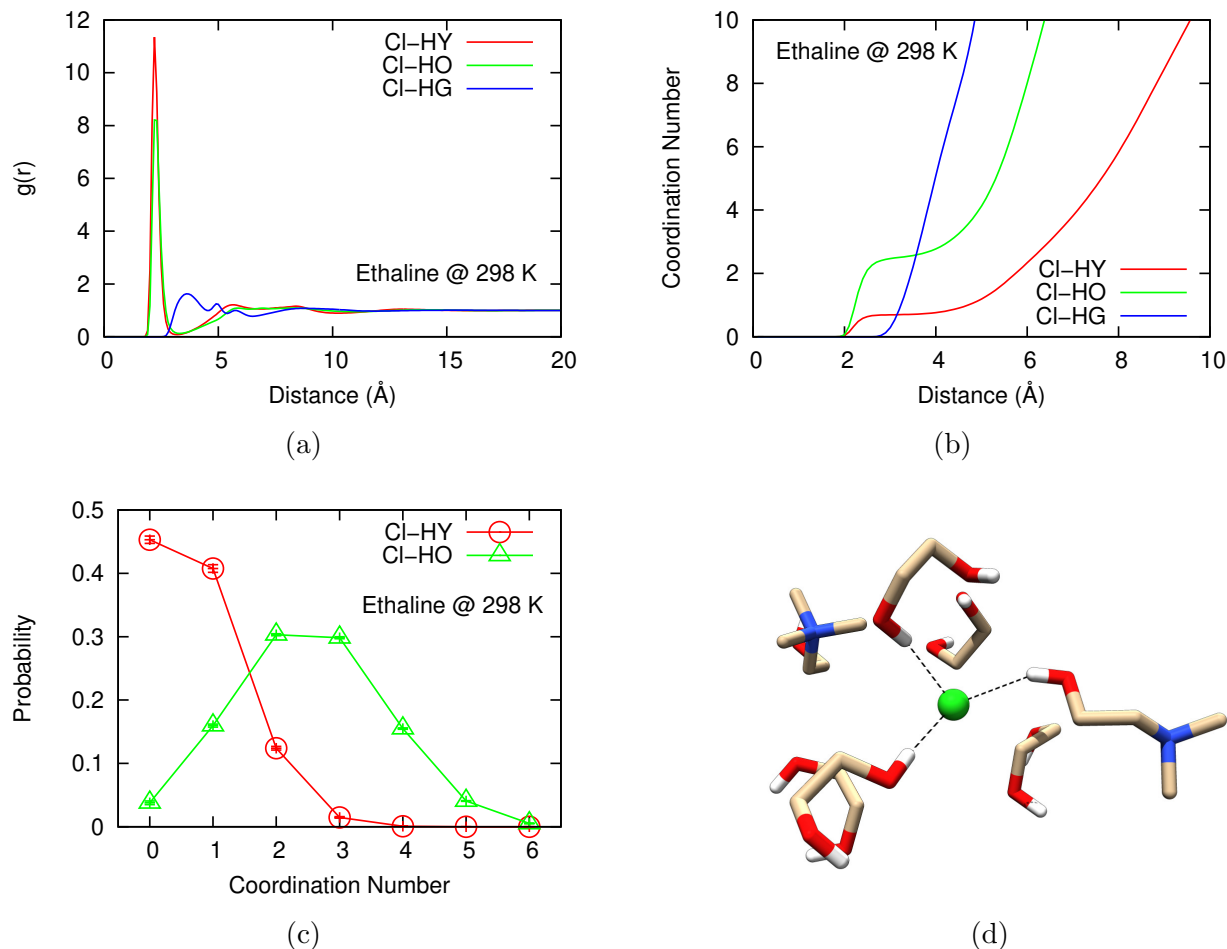 12
10
8
6
4
2
0
g(r)
Cl−HY
Cl−HO
Cl−HG
Ethaline @ 298 K
0 5 10 15 20
Distance (Å)
(a)
10
8
6
4
2
0
Coordination Number
Ethaline @ 298 K
Cl−HY
Cl−HO
Cl−HG
0 2 4 6 8 10
Distance (Å)
(b)
0.5
0.4
0.3
0.2
0.1
0
Probability
Cl−HY
Cl−HO
Ethaline @ 298 K
0 1 2 3 4 5 6
Coordination Number
(c)
(d)